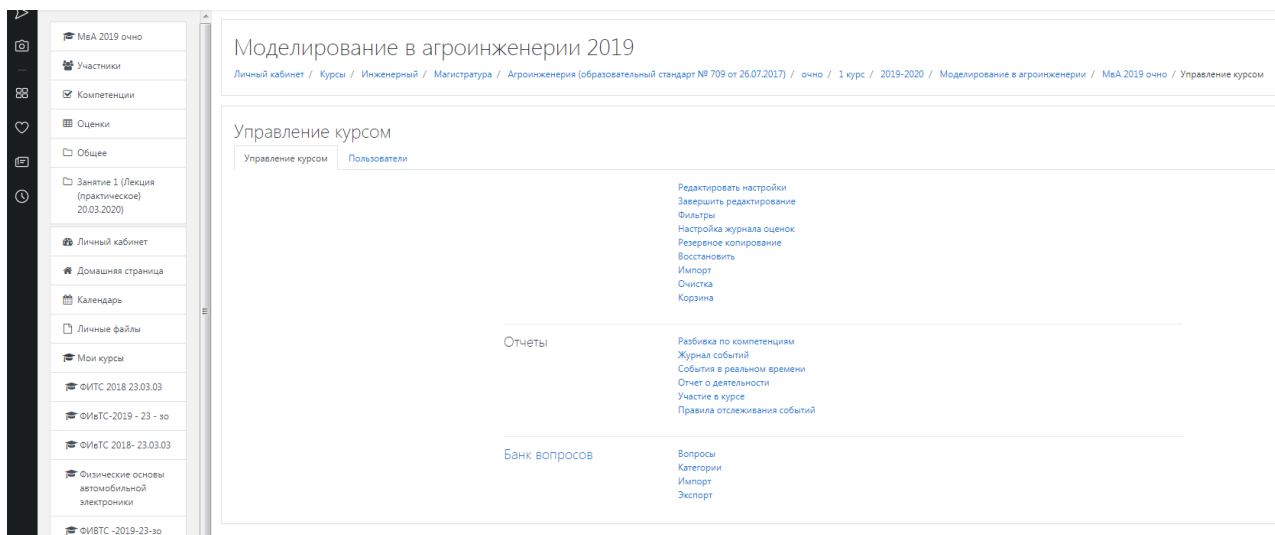 МвА 2019 очно
Участники
Компетенции
Оценки
Общее
Занятие 1 (Лекция
(практическое)
20.03.2020)
Личный кабинет
Домашняя страница
Календарь
Личные файлы
Мои курсы
ФИТС 2018 23.03.03
ФИвТС-2019 - 23 - зо
ФИвТС 2018- 23.03.03
Физические основы
автомобильной
электроники
ФИВТС -2019-23-зо
Моделирование в агроинженерии 2019
Личный кабинет / Курсы / Инженерный / Магистратура / Агроинженерия (образовательный стандарт № 709 от 26.07.2017) / очно / 1 курс / 2019-2020 / Моделирование в агроинженерии / МвА 2019 очно / Управление курсом
Управление курсом
Управление курсом Пользователи
Редактировать настройки
Завершить редактирование
Фильтры
Настройка журнала оценок
Резервное копирование
Восстановить
Импорт
Очистка
Корзина
Отчеты
Разбивка по компетенциям
Журнал событий
События в реальном времени
Отчет о деятельности
Участие в курсе
Правила отслеживания событий
Банк вопросов
Вопросы
Категории
Импорт
Экспорт